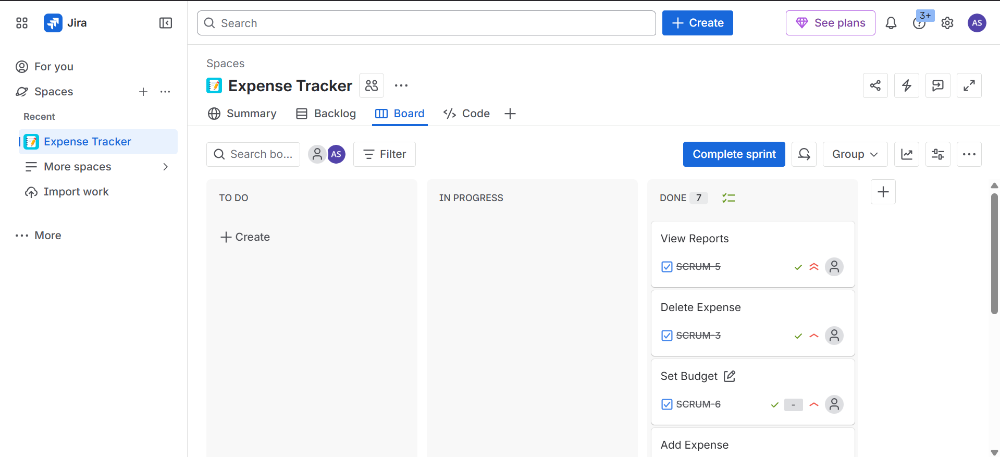 Jira
Search
Create
See plans
3+
AS
For you
Spaces
Recent
Expense Tracker
More spaces
Import work
More
Spaces
Expense Tracker
Summary
Backlog
Board
Code
Search bo...
AS
Filter
Complete sprint
Group
TO DO
Create
IN PROGRESS
DONE 7
View Reports
SCRUM-5
Delete Expense
SCRUM-3
Set Budget
SCRUM-6
-
Add Expense